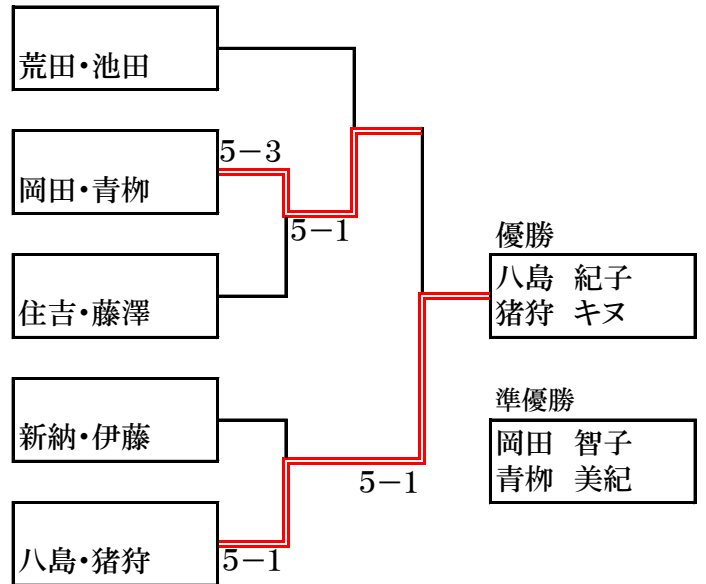 荒田・池田
5－3
岡田・青柳
5－1
住吉・藤澤
優勝
八島 紀子
猪狩 キヌ
新納・伊藤
準優勝
岡田 智子
青柳 美紀
5－1
八島・猪狩
5－1